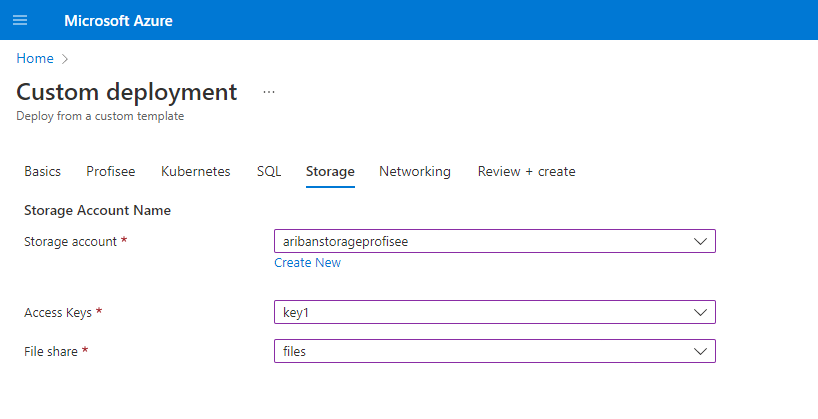 Microsoft Azure
Home
Custom deployment ...
Deploy from a custom template
Basics Profisee Kubernetes SQL Storage Networking Review + create
Storage Account Name
Storage account * aribanstorageprofisee
Create New
Access Keys * key1
File share * files